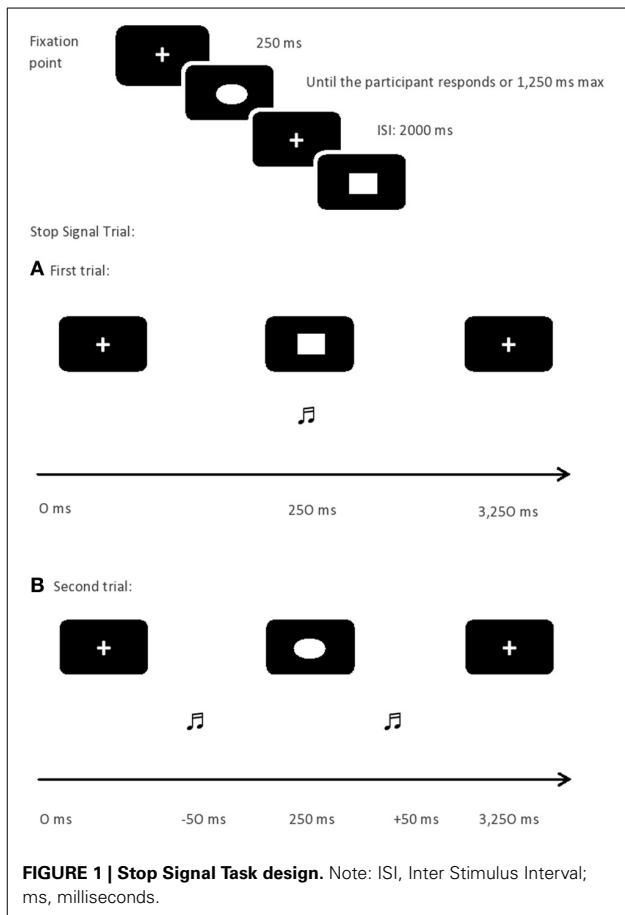 Fixation point
250 ms
Until the participant responds or 1,250 ms max
ISI: 2000 ms
Stop Signal Trial:
A First trial:
0 ms 250 ms 3,250 ms
B Second trial:
0 ms -50 ms 250 ms +50 ms 3,250 ms
FIGURE 1 | Stop Signal Task design. Note: ISI, Inter Stimulus Interval;
ms, milliseconds.